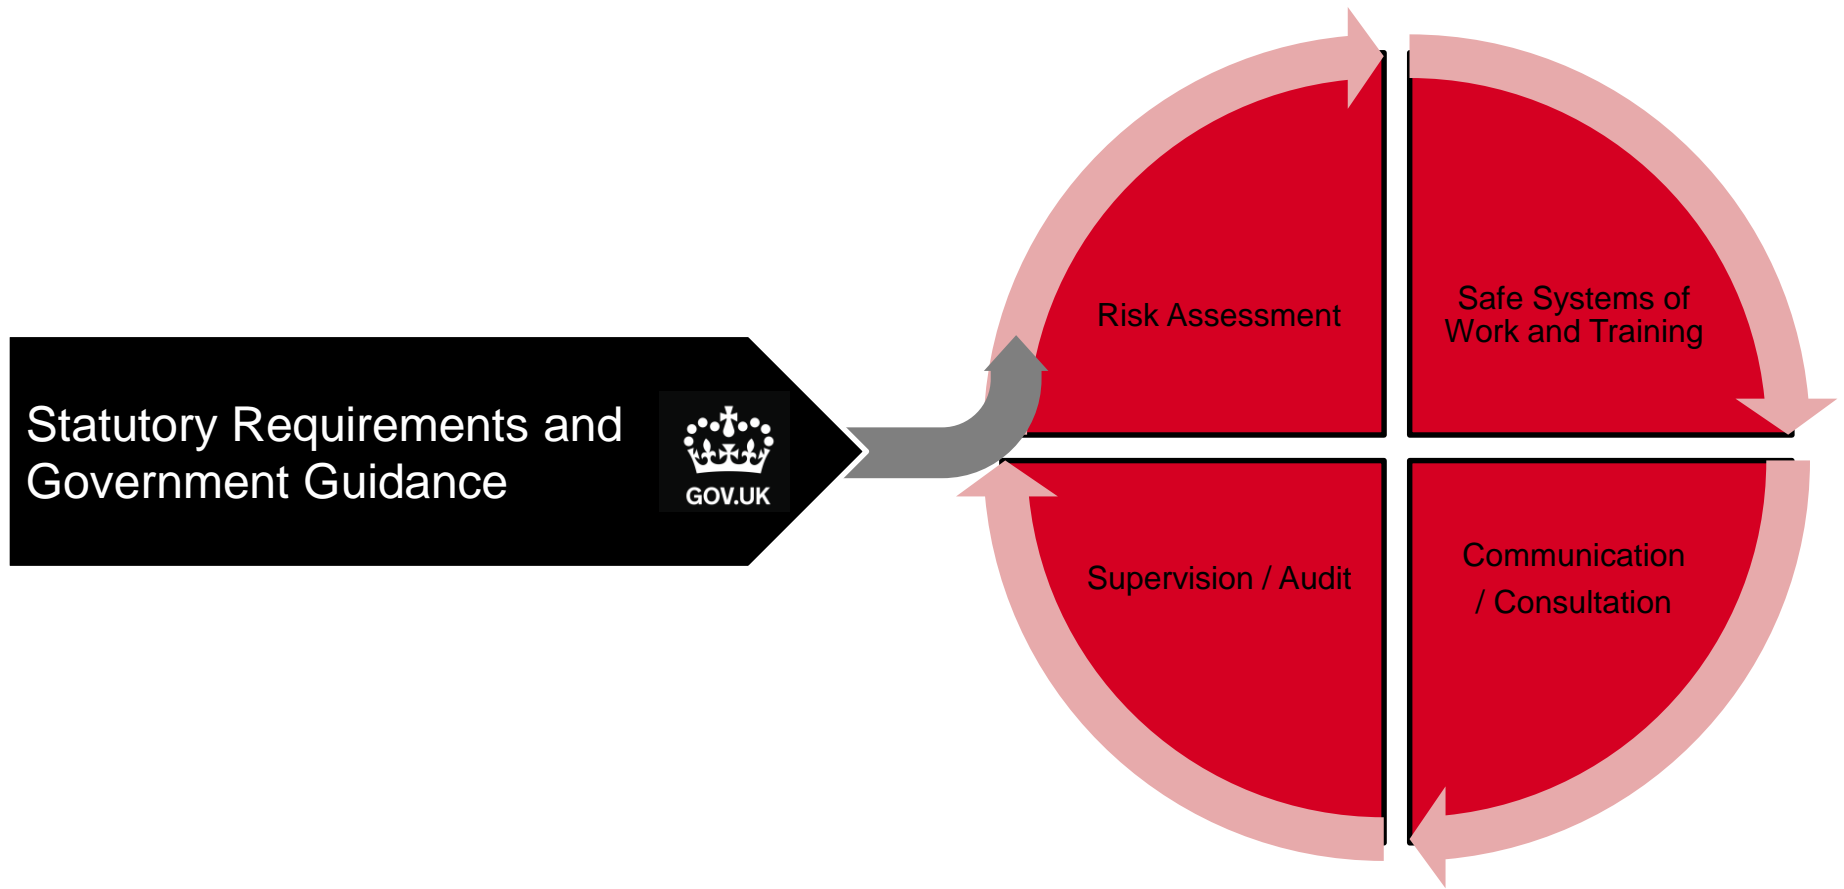 Statutory Requirements and
Government Guidance
GOV.UK
Risk Assessment
Safe Systems of
Work and Training
Supervision / Audit
Communication
/ Consultation